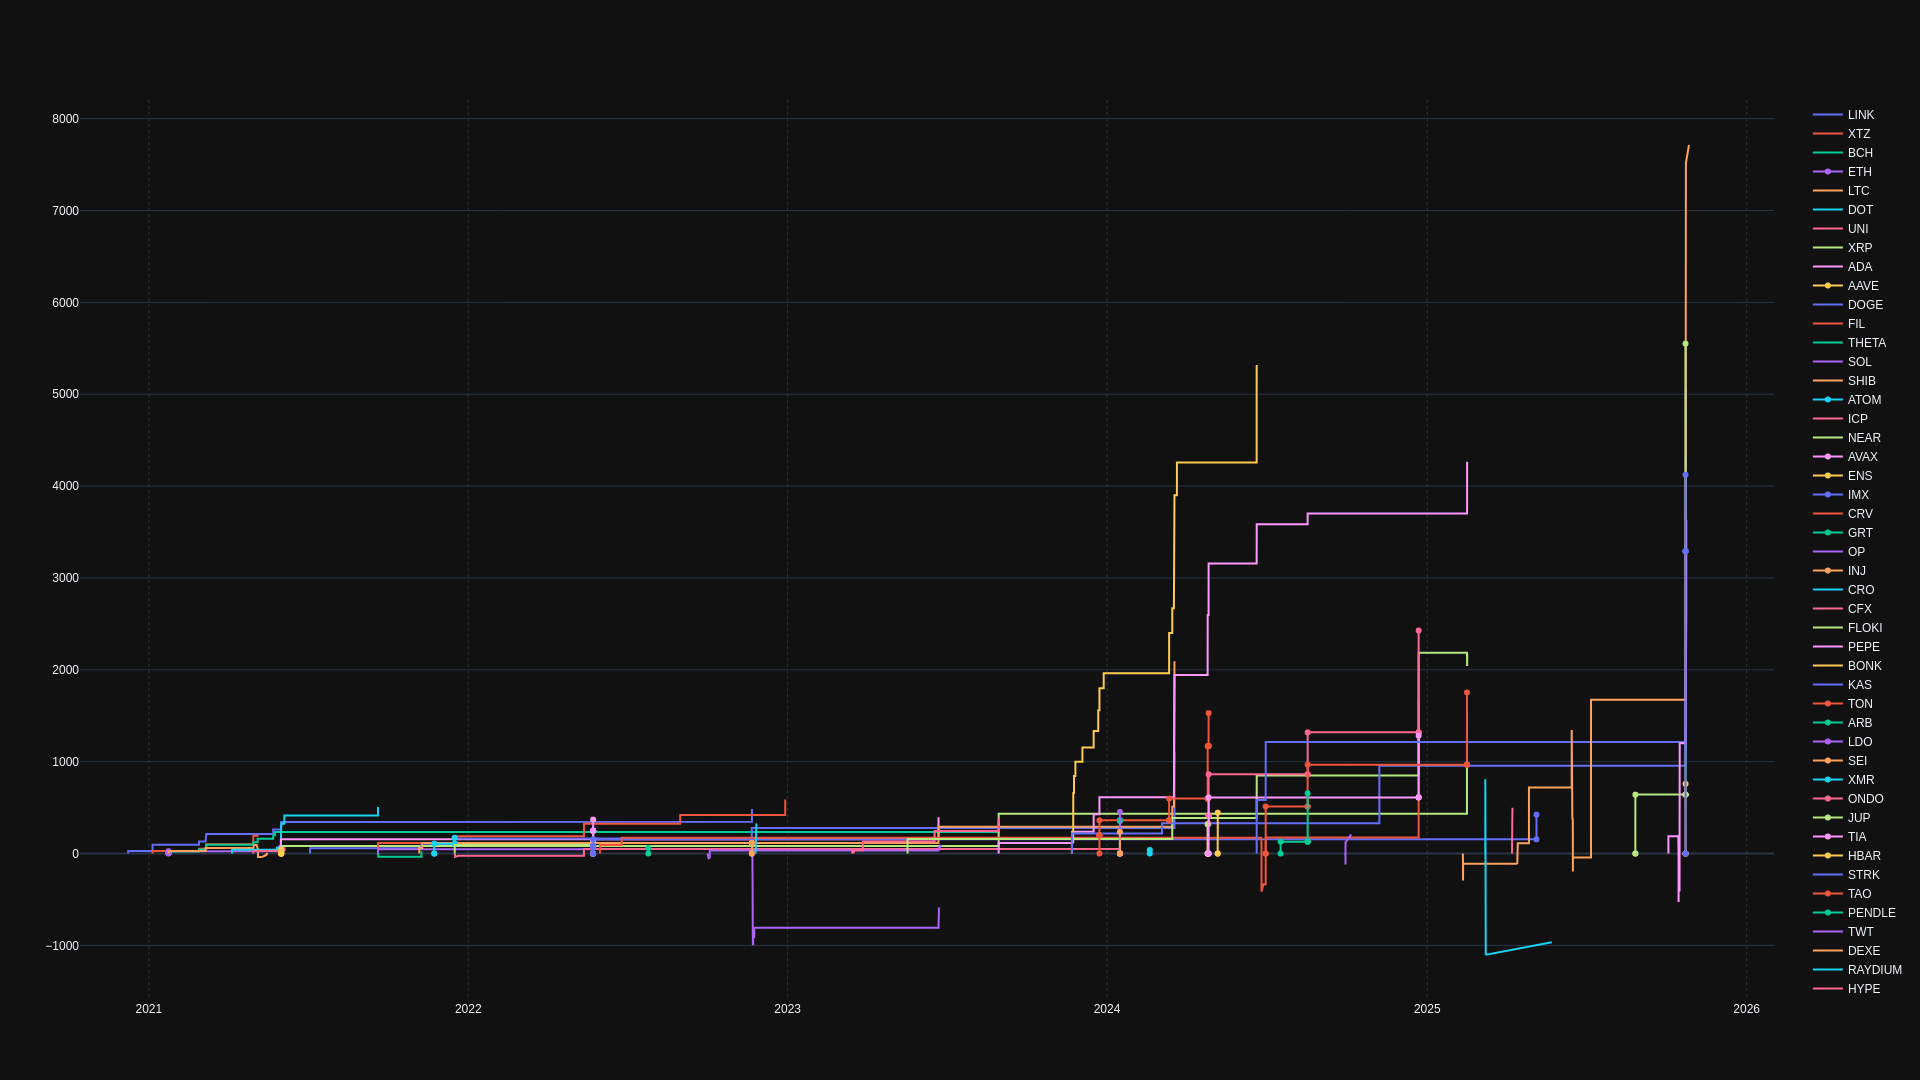 8000
7000
6000
5000
4000
3000
2000
1000
0
−1000
2021
2022
2023
2024
2025
2026
LINK
XTZ
BCH
ETH
LTC
DOT
UNI
XRP
ADA
AAVE
DOGE
FIL
THETA
SOL
SHIB
ATOM
ICP
NEAR
AVAX
ENS
IMX
CRV
GRT
OP
INJ
CRO
CFX
FLOKI
PEPE
BONK
KAS
TON
ARB
LDO
SEI
XMR
ONDO
JUP
TIA
HBAR
STRK
TAO
PENDLE
TWT
DEXE
RAYDIUM
HYPE